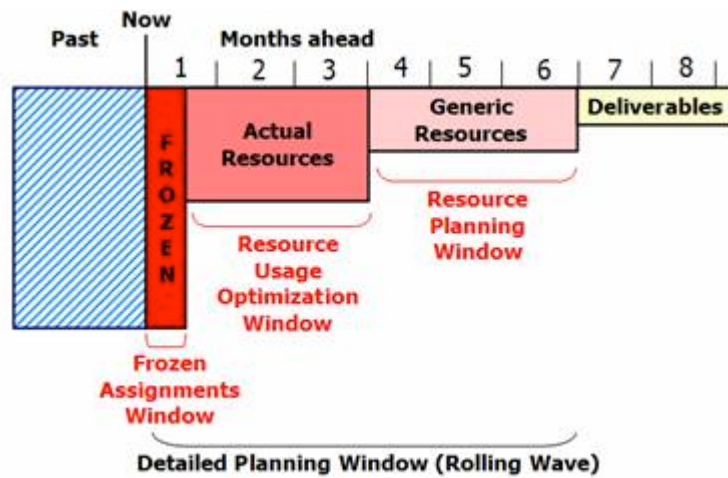 Now
Past
Months ahead
1 2 3 4 5 6 7 8
FROZEN
Actual
Resources
Generic
Resources
Deliverables
Resource
Usage
Optimization
Window
Resource
Planning
Window
Frozen
Assignments
Window
Detailed Planning Window (Rolling Wave)